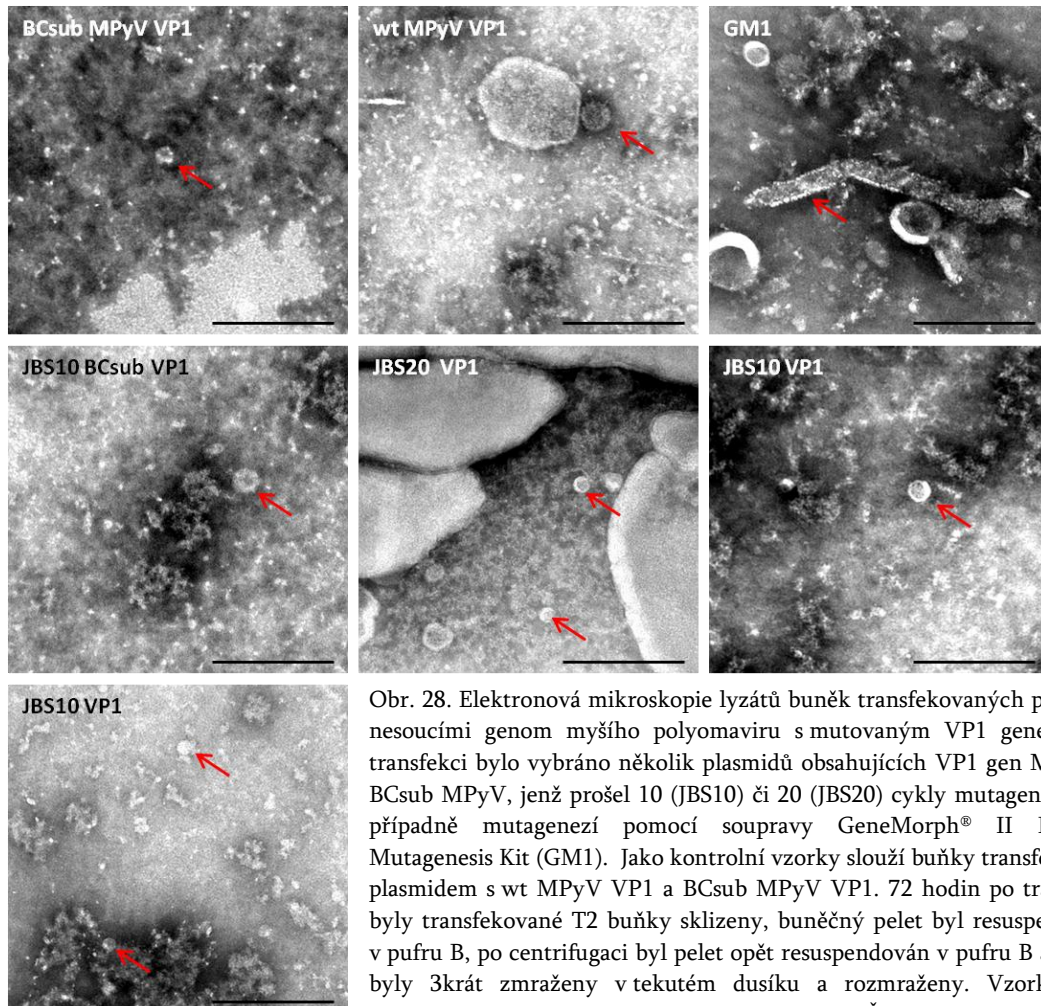 BCsub MPyV VP1
wt MPyV VP1
GM1
JBS10 BCsub VP1
JBS20 VP1
JBS10 VP1
JBS10 VP1
Obr. 28. Elektronová mikroskopie lyzátů buněk transfekovaných p
nesoucími genom myšího polyomaviru s mutovaným VP1 gene
transfekci bylo vybráno několik plasmidů obsahujících VP1 gen M
BCsub MPyV, jenž prošel 10 (JBS10) či 20 (JBS20) cykly mutagen
případně mutagenezí pomocí soupravy GeneMorph® II
Mutagenesis Kit (GM1). Jako kontrolní vzorky slouží buňky transfe
plasmidem s wt MPyV VP1 a BCsub MPyV VP1. 72 hodin po tr
byly transfekované T2 buňky sklizeny, buněčný pelet byl resuspe
v pufru B, po centrifugaci byl pelet opět resuspendován v pufru B
byly 3krát zmraženy v tekutém dusíku a rozmraženy. Vzork